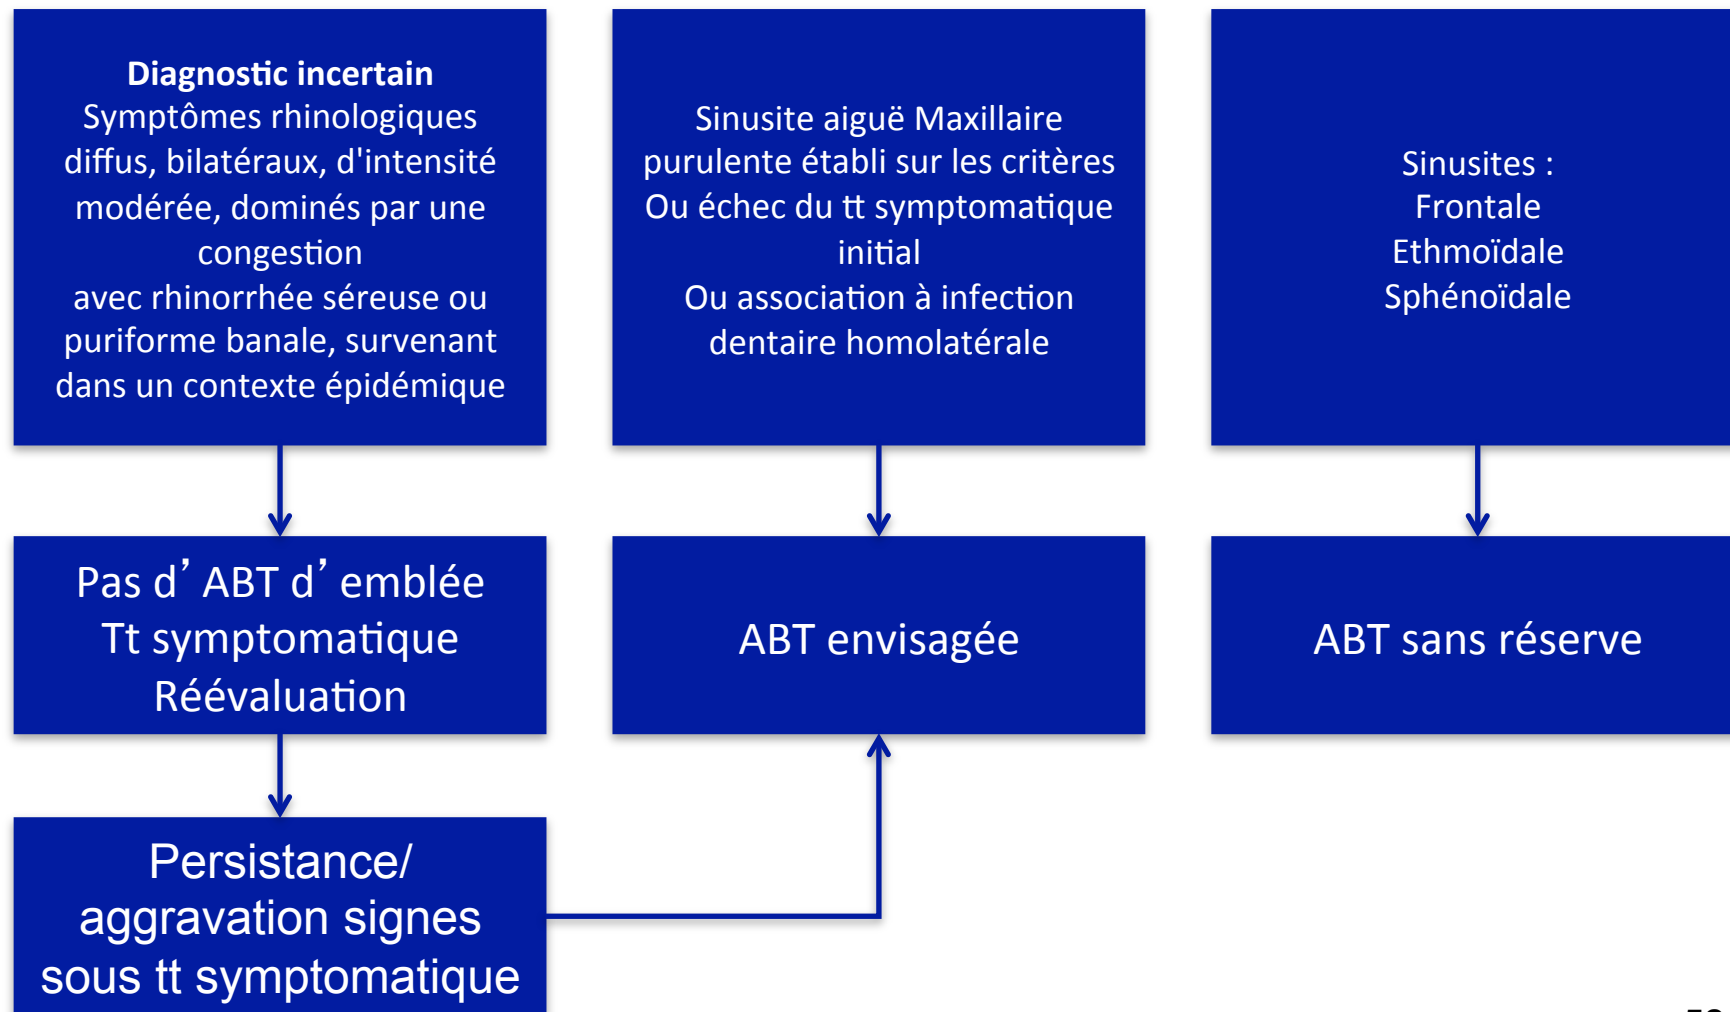 Diagnostic incertain
Symptômes rhinologiques
diffus, bilatéraux, d'intensité
modérée, dominés par une
congestion
avec rhinorrhée séreuse ou
puriforme banale, survenant
dans un contexte épidémique
Sinusite aiguë Maxillaire
purulente établi sur les critères
Ou échec du tt symptomatique
initial
Ou association à infection
dentaire homolatérale
Sinusites :
Frontale
Ethmoïdale
Sphénoïdale
Pas d’ABT d’emblée
Tt symptomatique
Réévaluation
ABT envisagée
ABT sans réserve
Persistance/
aggravation signes
sous tt symptomatique